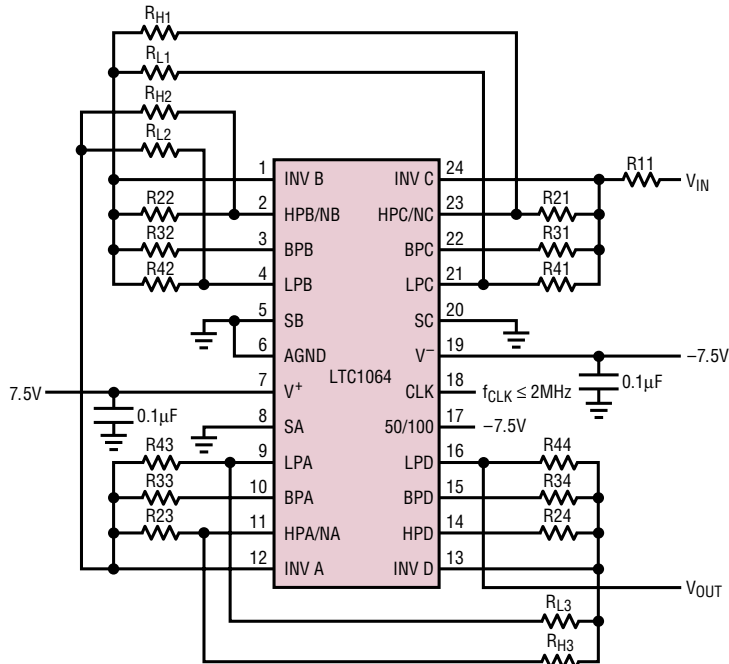 RH1
RL1
RH2
RL2
1 INV B INV C 24 R11 VIN
R22 2 HPB/NB HPC/NC 23 R21
R32 3 BPB BPC 22 R31
R42 4 LPB LPC 21 R41
5 SB SC 20
6 AGND V– 19 –7.5V
7.5V 7 V+ LTC1064 CLK 18 fCLK ≤ 2MHz 0.1µF
0.1µF 8 SA 50/100 17 –7.5V
R43 9 LPA LPD 16 R44
R33 10 BPA BPD 15 R34
R23 11 HPA/NA HPD 14 R24
12 INV A INV D 13
VOUT
RL3
RH3